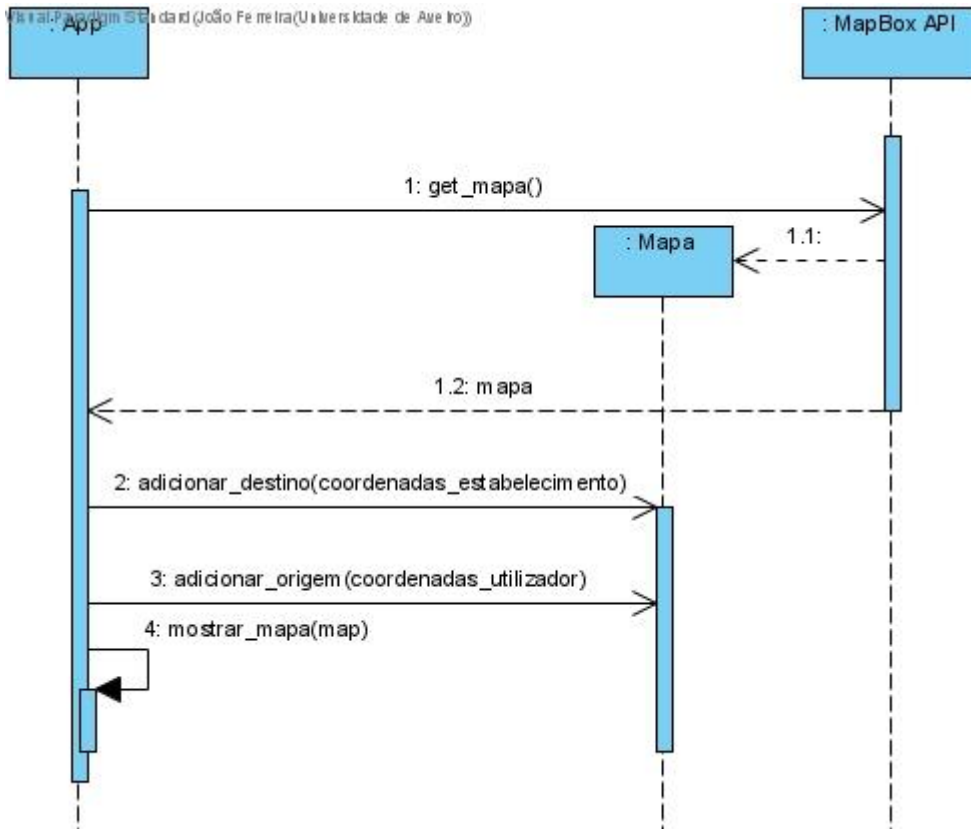 Visual Paradigm Standard(João Ferreira(Universidade de Aveiro))
: App
: MapBox API
1: get_mapa()
: Mapa
1.1:
1.2: mapa
2: adicionar_destino(coordenadas_estabelecimento)
3: adicionar_origem(coordenadas_utilizador)
4: mostrar_mapa(map)